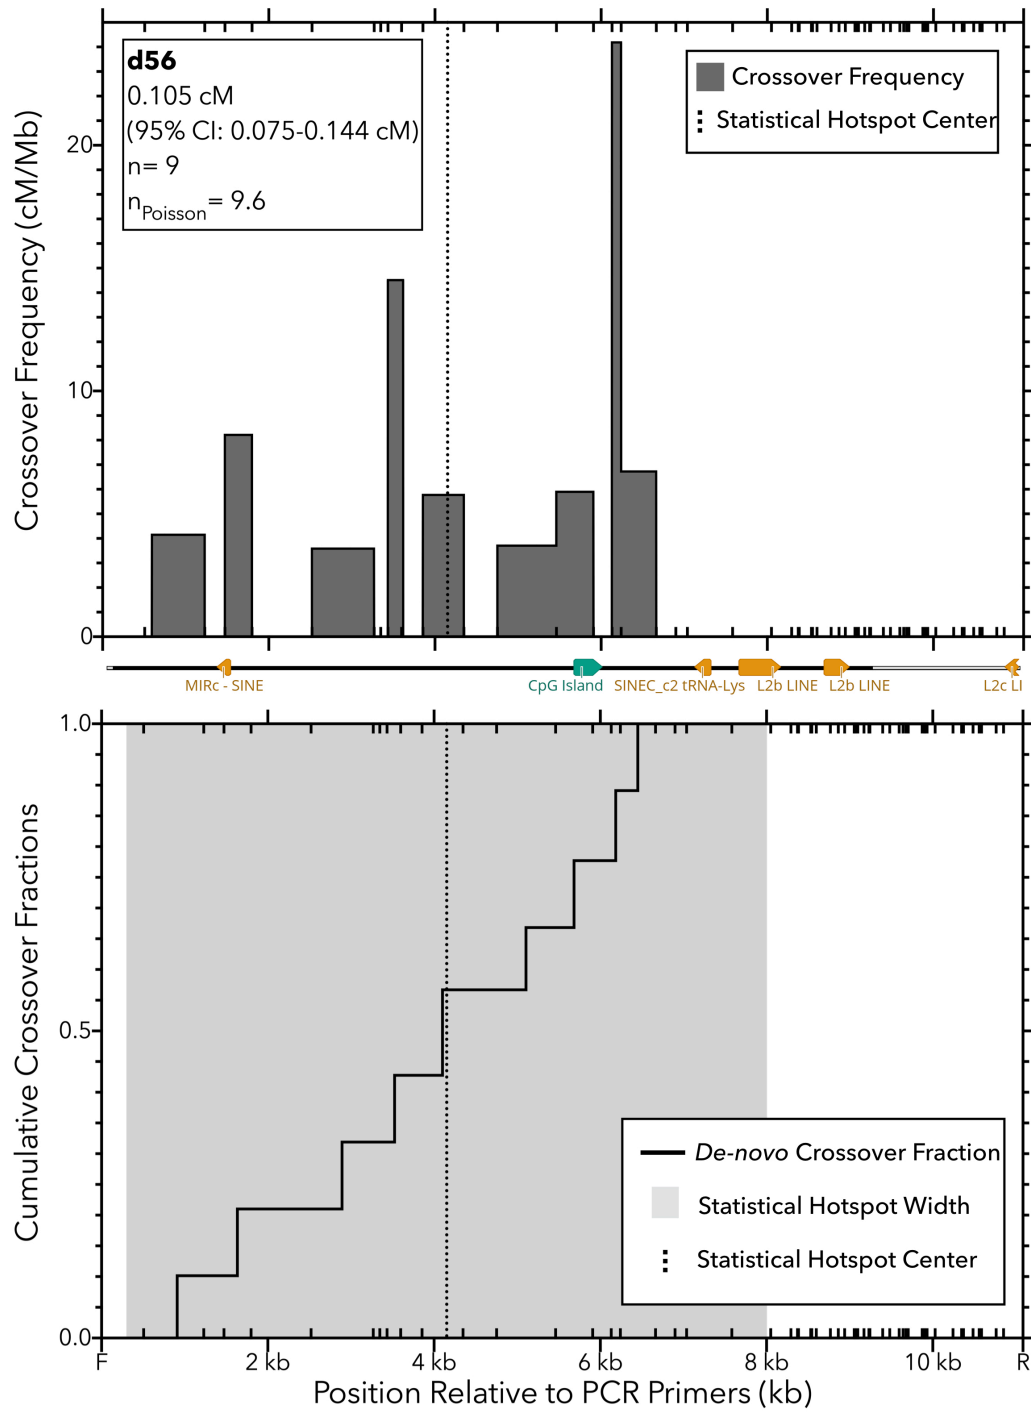 d56
0.105 cM
(95% CI: 0.075-0.144 cM)
n= 9
nPoisson= 9.6
Crossover Frequency
Statistical Hotspot Center
Crossover Frequency (cM/Mb)
20
10
0
MIRc - SINE
CpG Island
SINEC_c2 tRNA-Lys
L2b LINE
L2b LINE
L2c LI
Cumulative Crossover Fractions
1.0
0.5
0.0
De-novo Crossover Fraction
Statistical Hotspot Width
Statistical Hotspot Center
F 2 kb 4 kb 6 kb 8 kb 10 kb R
Position Relative to PCR Primers (kb)